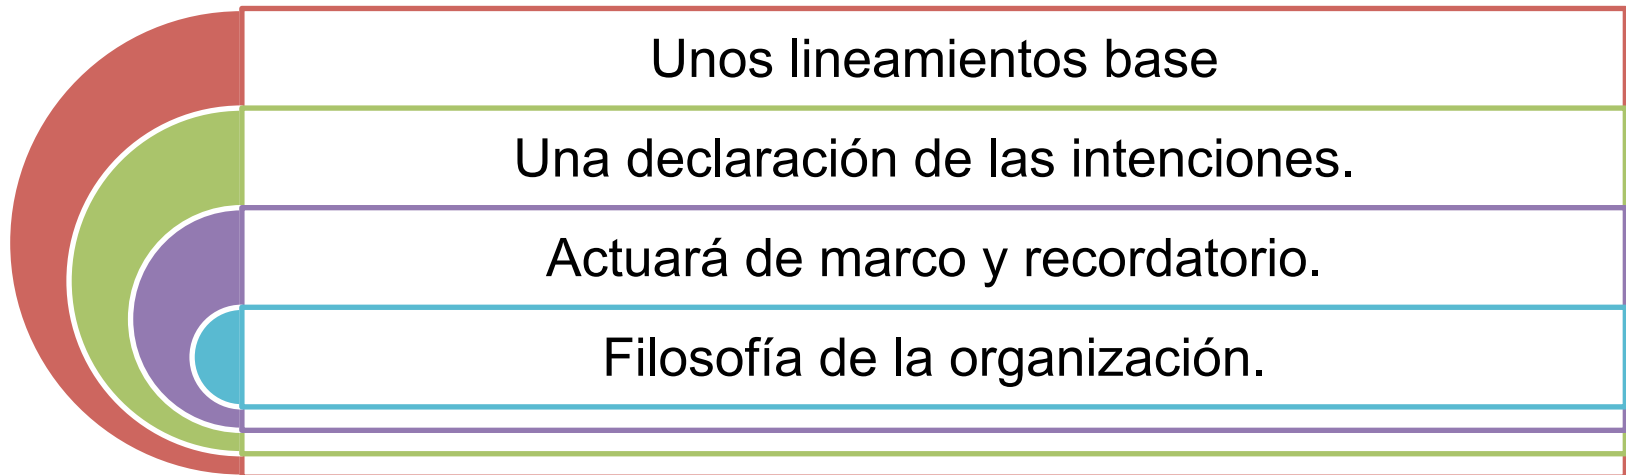 Unos lineamientos base
Una declaración de las intenciones.
Actuará de marco y recordatorio.
Filosofía de la organización.